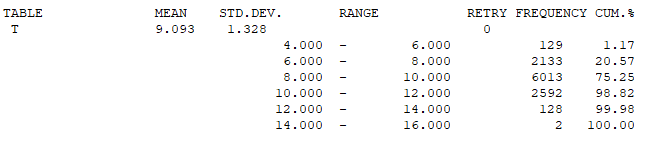 TABLE MEAN STD.DEV. RANGE RETRY FREQUENCY CUM.%
T 9.093 1.328 0
4.000 - 6.000 129 1.17
6.000 - 8.000 2133 20.57
8.000 - 10.000 6013 75.25
10.000 - 12.000 2592 98.82
12.000 - 14.000 128 99.98
14.000 - 16.000 2 100.00